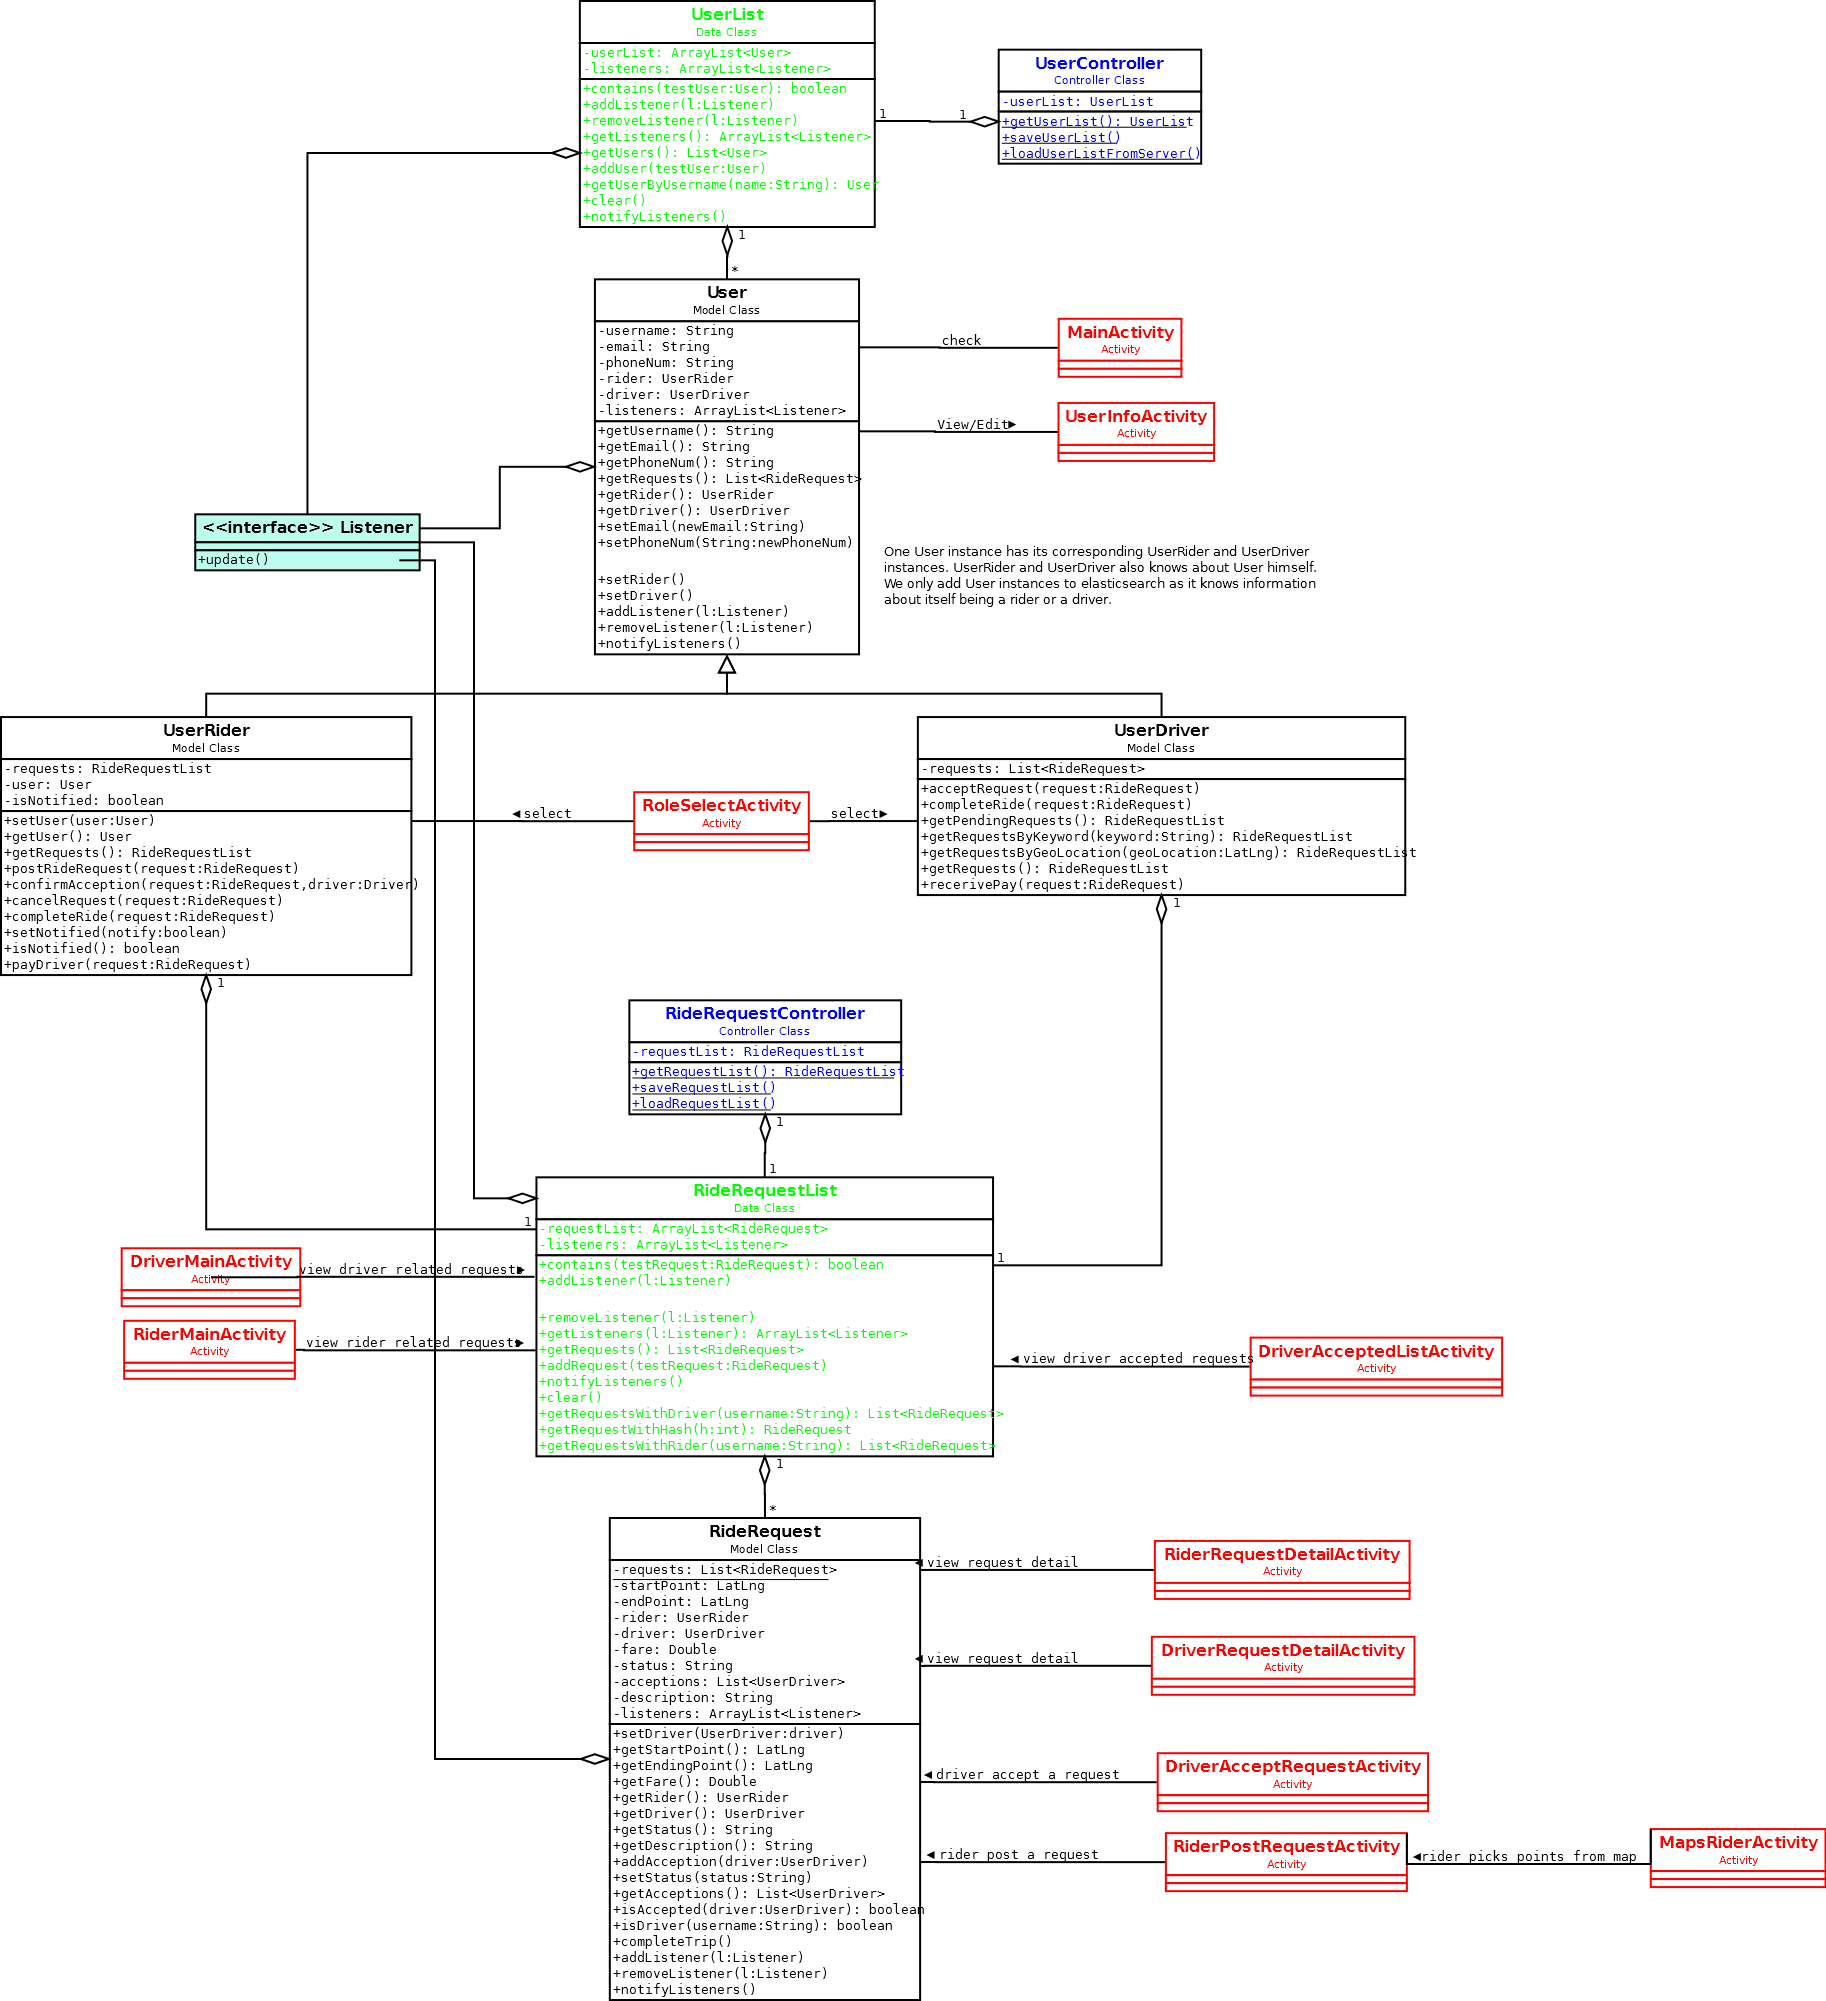 UserList
Data Class
-userList: ArrayList<User>
-listeners: ArrayList<Listener>
+contains(testUser:User): boolean
+addListener(l:Listener)
+removeListener(l:Listener)
+getListeners(): ArrayList<Listener>
+getUsers(): List<User>
+addUser(testUser:User)
+getUserByUsername(name:String): User
+clear()
+notifyListeners()
UserController
Controller Class
-userList: UserList
+getUserList(): UserList
+saveUserList()
+loadUserListFromServer()
1
1
1
*
User
Model Class
-username: String
-email: String
-phoneNum: String
-rider: UserRider
-driver: UserDriver
-listeners: ArrayList<Listener>
+getUsername(): String
+getEmail(): String
+getPhoneNum(): String
+getRequests(): List<RideRequest>
+getRider(): UserRider
+getDriver(): UserDriver
+setEmail(newEmail:String)
+setPhoneNum(String:newPhoneNum)
+setRider()
+setDriver()
+addListener(l:Listener)
+removeListener(l:Listener)
+notifyListeners()
check
MainActivity
Activity
View/Edit►
UserInfoActivity
Activity
<<interface>> Listener
+update()
One User instance has its corresponding UserRider and UserDriver
instances. UserRider and UserDriver also knows about User himself.
We only add User instances to elasticsearch as it knows information
about itself being a rider or a driver.
UserRider
Model Class
-requests: RideRequestList
-user: User
-isNotified: boolean
+setUser(user:User)
+getUser(): User
+getRequests(): RideRequestList
+postRideRequest(request:RideRequest)
+confirmAcception(request:RideRequest,driver:Driver)
+cancelRequest(request:RideRequest)
+completeRide(request:RideRequest)
+setNotified(notify:boolean)
+isNotified(): boolean
+payDriver(request:RideRequest)
◄select
RoleSelectActivity
Activity
select►
UserDriver
Model Class
-requests: List<RideRequest>
+acceptRequest(request:RideRequest)
+completeRide(request:RideRequest)
+getPendingRequests(): RideRequestList
+getRequestsByKeyword(keyword:String): RideRequestList
+getRequestsByGeoLocation(geoLocation:LatLng): RideRequestList
+getRequests(): RideRequestList
+recerivePay(request:RideRequest)
1
1
RideRequestController
Controller Class
-requestList: RideRequestList
+getRequestList(): RideRequestList
+saveRequestList()
+loadRequestList()
1
1
RideRequestList
Data Class
-requestList: ArrayList<RideRequest>
-listeners: ArrayList<Listener>
+contains(testRequest:RideRequest): boolean
+addListener(l:Listener)
+removeListener(l:Listener)
+getListeners(l:Listener): ArrayList<Listener>
+getRequests(): List<RideRequest>
+addRequest(testRequest:RideRequest)
+notifyListeners()
+clear()
+getRequestsWithDriver(username:String): List<RideRequest>
+getRequestWithHash(h:int): RideRequest
+getRequestsWithRider(username:String): List<RideRequest>
1
1
DriverMainActivity
Activity
view driver related requests►
RiderMainActivity
Activity
view rider related requests►
◄view driver accepted requests
DriverAcceptedListActivity
Activity
1
*
RideRequest
Model Class
-requests: List<RideRequest>
-startPoint: LatLng
-endPoint: LatLng
-rider: UserRider
-driver: UserDriver
-fare: Double
-status: String
-acceptions: List<UserDriver>
-description: String
-listeners: ArrayList<Listener>
+setDriver(UserDriver:driver)
+getStartPoint(): LatLng
+getEndingPoint(): LatLng
+getFare(): Double
+getRider(): UserRider
+getDriver(): UserDriver
+getStatus(): String
+getDescription(): String
+addAcception(driver:UserDriver)
+setStatus(status:String)
+getAcceptions(): List<UserDriver>
+isAccepted(driver:UserDriver): boolean
+isDriver(username:String): boolean
+completeTrip()
+addListener(l:Listener)
+removeListener(l:Listener)
+notifyListeners()
◄view request detail
RiderRequestDetailActivity
Activity
◄view request detail
DriverRequestDetailActivity
Activity
◄driver accept a request
DriverAcceptRequestActivity
Activity
◄rider post a request
RiderPostRequestActivity
Activity
◄rider picks points from map
MapsRiderActivity
Activity